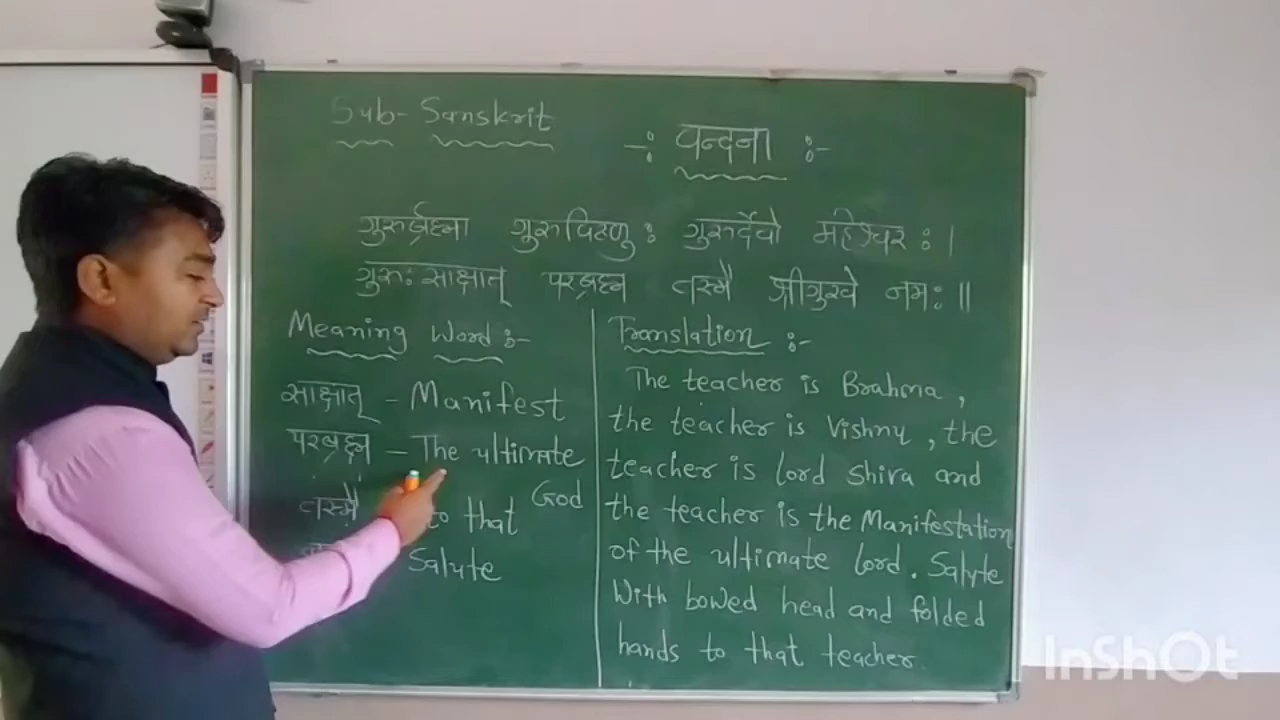 Sub- Sanskrit
-: वन्दना :-
गुरुर्ब्रह्मा गुरुर्विष्णु: गुरुर्देवो महेश्वर: ।
गुरु: साक्षात् परब्रह्म तस्मै श्रीगुरवे नम: ॥
Meaning Word :-
साक्षात् - Manifest
परब्रह्म - The ultimate
God
तस्मै to that
Salute
Translation :-
The teacher is Brahma,
the teacher is Vishnu, the
teacher is lord Shiva and
the teacher is the Manifestation
of the ultimate lord. Salute
With bowed head and folded
hands to that teacher.
InShOt